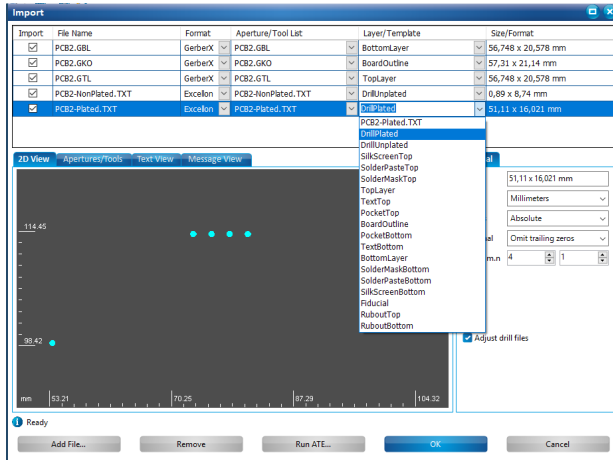 Import
Import File Name Format Aperture/Tool List Layer/Template Size/Format
PCB2.GBL GerberX PCB2.GBL BottomLayer 56,748 x 20,578 mm
PCB2.GKO GerberX PCB2.GKO BoardOutline 57,31 x 21,14 mm
PCB2.GTL GerberX PCB2.GTL TopLayer 56,748 x 20,578 mm
PCB2-NonPlated.TXT Excellon PCB2-NonPlated.TXT DrillUnplated 0,89 x 8,74 mm
PCB2-Plated.TXT Excellon PCB2-Plated.TXT DrillPlated 51,11 x 16,021 mm
PCB2-Plated.TXT
DrillPlated
DrillUnplated
SilkScreenTop
SolderPasteTop
SolderMaskTop
TopLayer
TextTop
PocketTop
BoardOutline
PocketBottom
TextBottom
BottomLayer
SolderMaskBottom
SolderPasteBottom
SilkScreenBottom
Fiducial
RuboutTop
RuboutBottom
2D View Apertures/Tools Text View Message View
51,11 x 16,021 mm
Millimeters
Absolute
Omit trailing zeros
m.n 4 1
Adjust drill files
114.45
98.42
mm 53.21 70.25 87.29 104.32
Ready
Add File... Remove Run ATE... OK Cancel